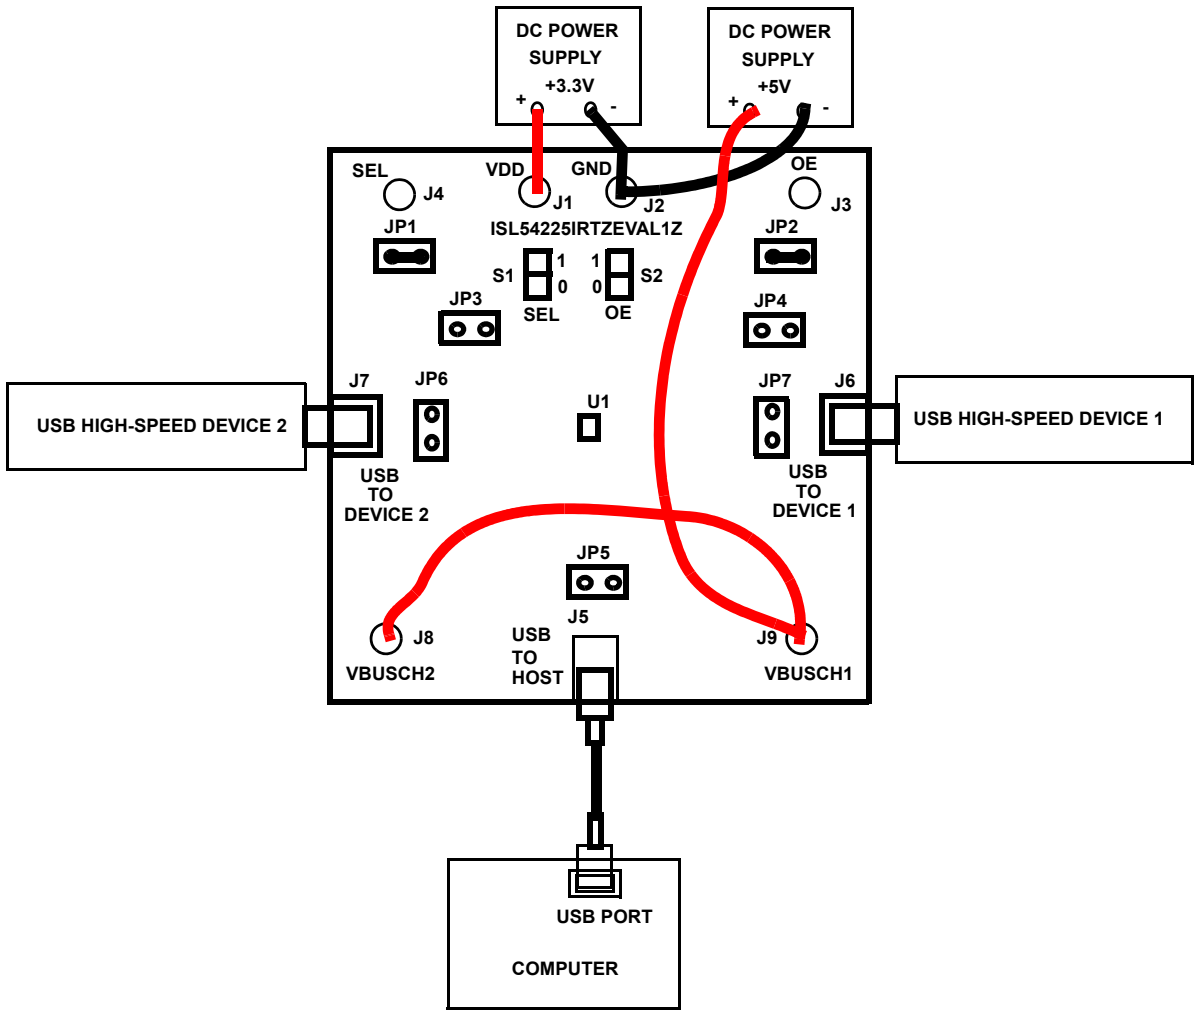 DC POWER
SUPPLY
+3.3V
+
-
DC POWER
SUPPLY
+5V
+
-
SEL
J4
VDD
J1
GND
J2
OE
J3
ISL54225IRTZEVAL1Z
JP1
JP2
S1
1
0
SEL
1
0
S2
OE
JP3
JP4
J7
JP6
U1
JP7
J6
USB HIGH-SPEED DEVICE 2
USB HIGH-SPEED DEVICE 1
USB
TO
DEVICE 2
USB
TO
DEVICE 1
JP5
J5
USB
TO
HOST
J8
VBUSCH2
J9
VBUSCH1
USB PORT
COMPUTER